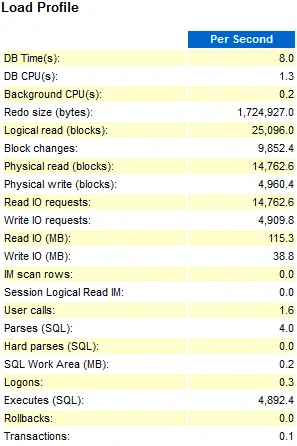 Load Profile
Per Second
DB Time(s): 8.0
DB CPU(s): 1.3
Background CPU(s): 0.2
Redo size (bytes): 1,724,927.0
Logical read (blocks): 25,096.0
Block changes: 9,852.4
Physical read (blocks): 14,762.6
Physical write (blocks): 4,960.4
Read IO requests: 14,762.6
Write IO requests: 4,909.8
Read IO (MB): 115.3
Write IO (MB): 38.8
IM scan rows: 0.0
Session Logical Read IM: 0.0
User calls: 1.6
Parses (SQL): 4.0
Hard parses (SQL): 0.0
SQL Work Area (MB): 0.2
Logons: 0.3
Executes (SQL): 4,892.4
Rollbacks: 0.0
Transactions: 0.1